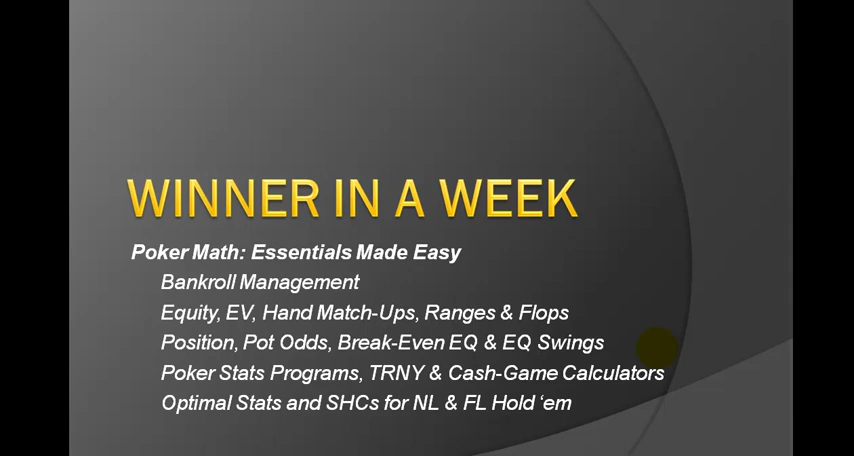 WINNER IN A WEEK
Poker Math: Essentials Made Easy
Bankroll Management
Equity, EV, Hand Match-Ups, Ranges & Flops
Position, Pot Odds, Break-Even EQ & EQ Swings
Poker Stats Programs, TRNY & Cash-Game Calculators
Optimal Stats and SHCs for NL & FL Hold ‘em